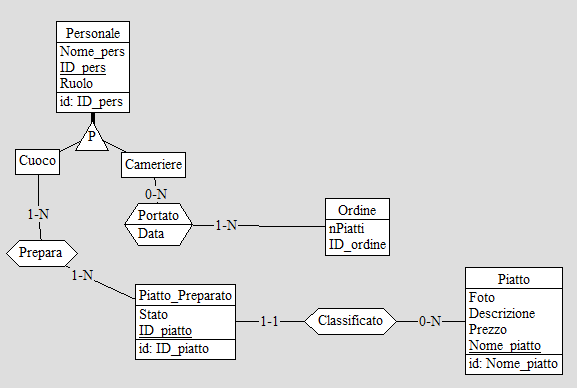 Personale
Nome_pers
ID_pers
Ruolo
id: ID_pers
P
Cuoco
Cameriere
1-N
0-N
Portato
Data
1-N
Ordine
nPiatti
ID_ordine
Prepara
1-N
Piatto_Preparato
Stato
ID_piatto
id: ID_piatto
1-1
Classificato
0-N
Piatto
Foto
Descrizione
Prezzo
Nome_piatto
id: Nome_piatto